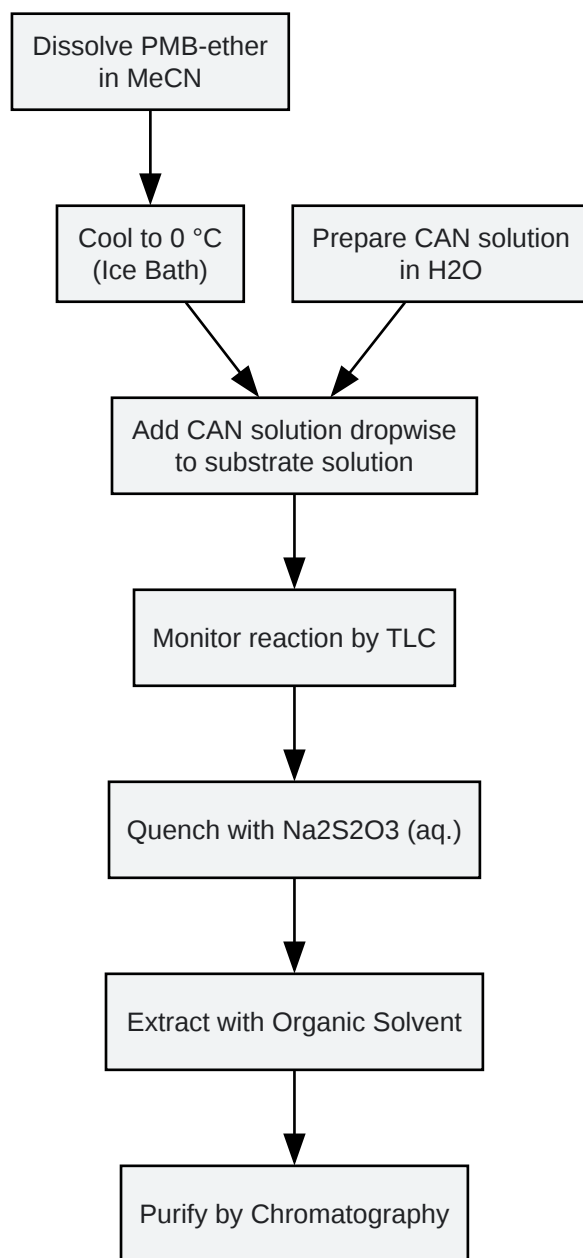 Dissolve PMB-ether
in MeCN
Cool to 0 °C
(Ice Bath)
Prepare CAN solution
in H2O
Add CAN solution dropwise
to substrate solution
Monitor reaction by TLC
Quench with Na2S2O3 (aq.)
Extract with Organic Solvent
Purify by Chromatography